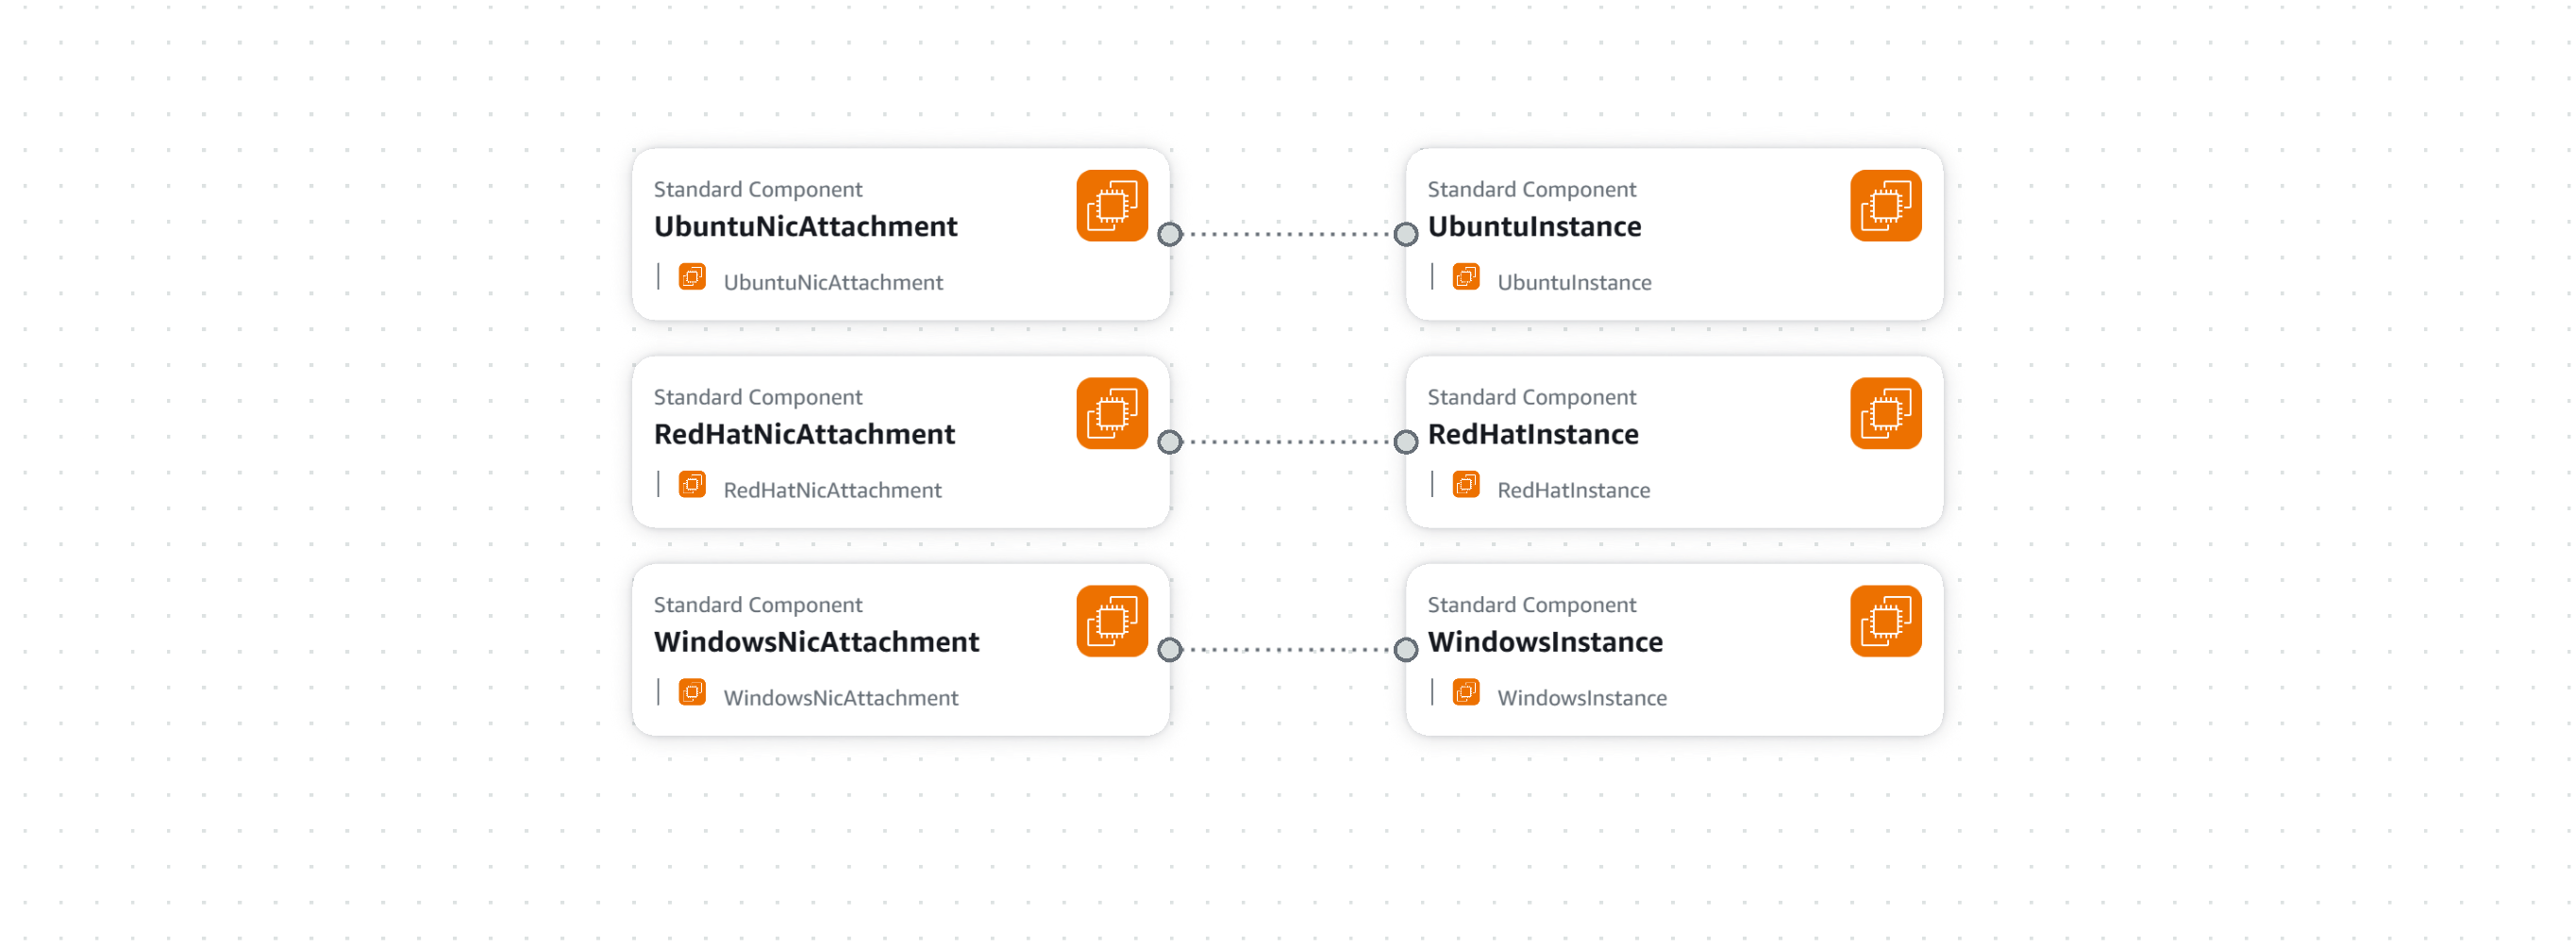 Standard Component
UbuntuNicAttachment
UbuntuNicAttachment
Standard Component
UbuntuInstance
UbuntuInstance
Standard Component
RedHatNicAttachment
RedHatNicAttachment
Standard Component
RedHatInstance
RedHatInstance
Standard Component
WindowsNicAttachment
WindowsNicAttachment
Standard Component
WindowsInstance
WindowsInstance